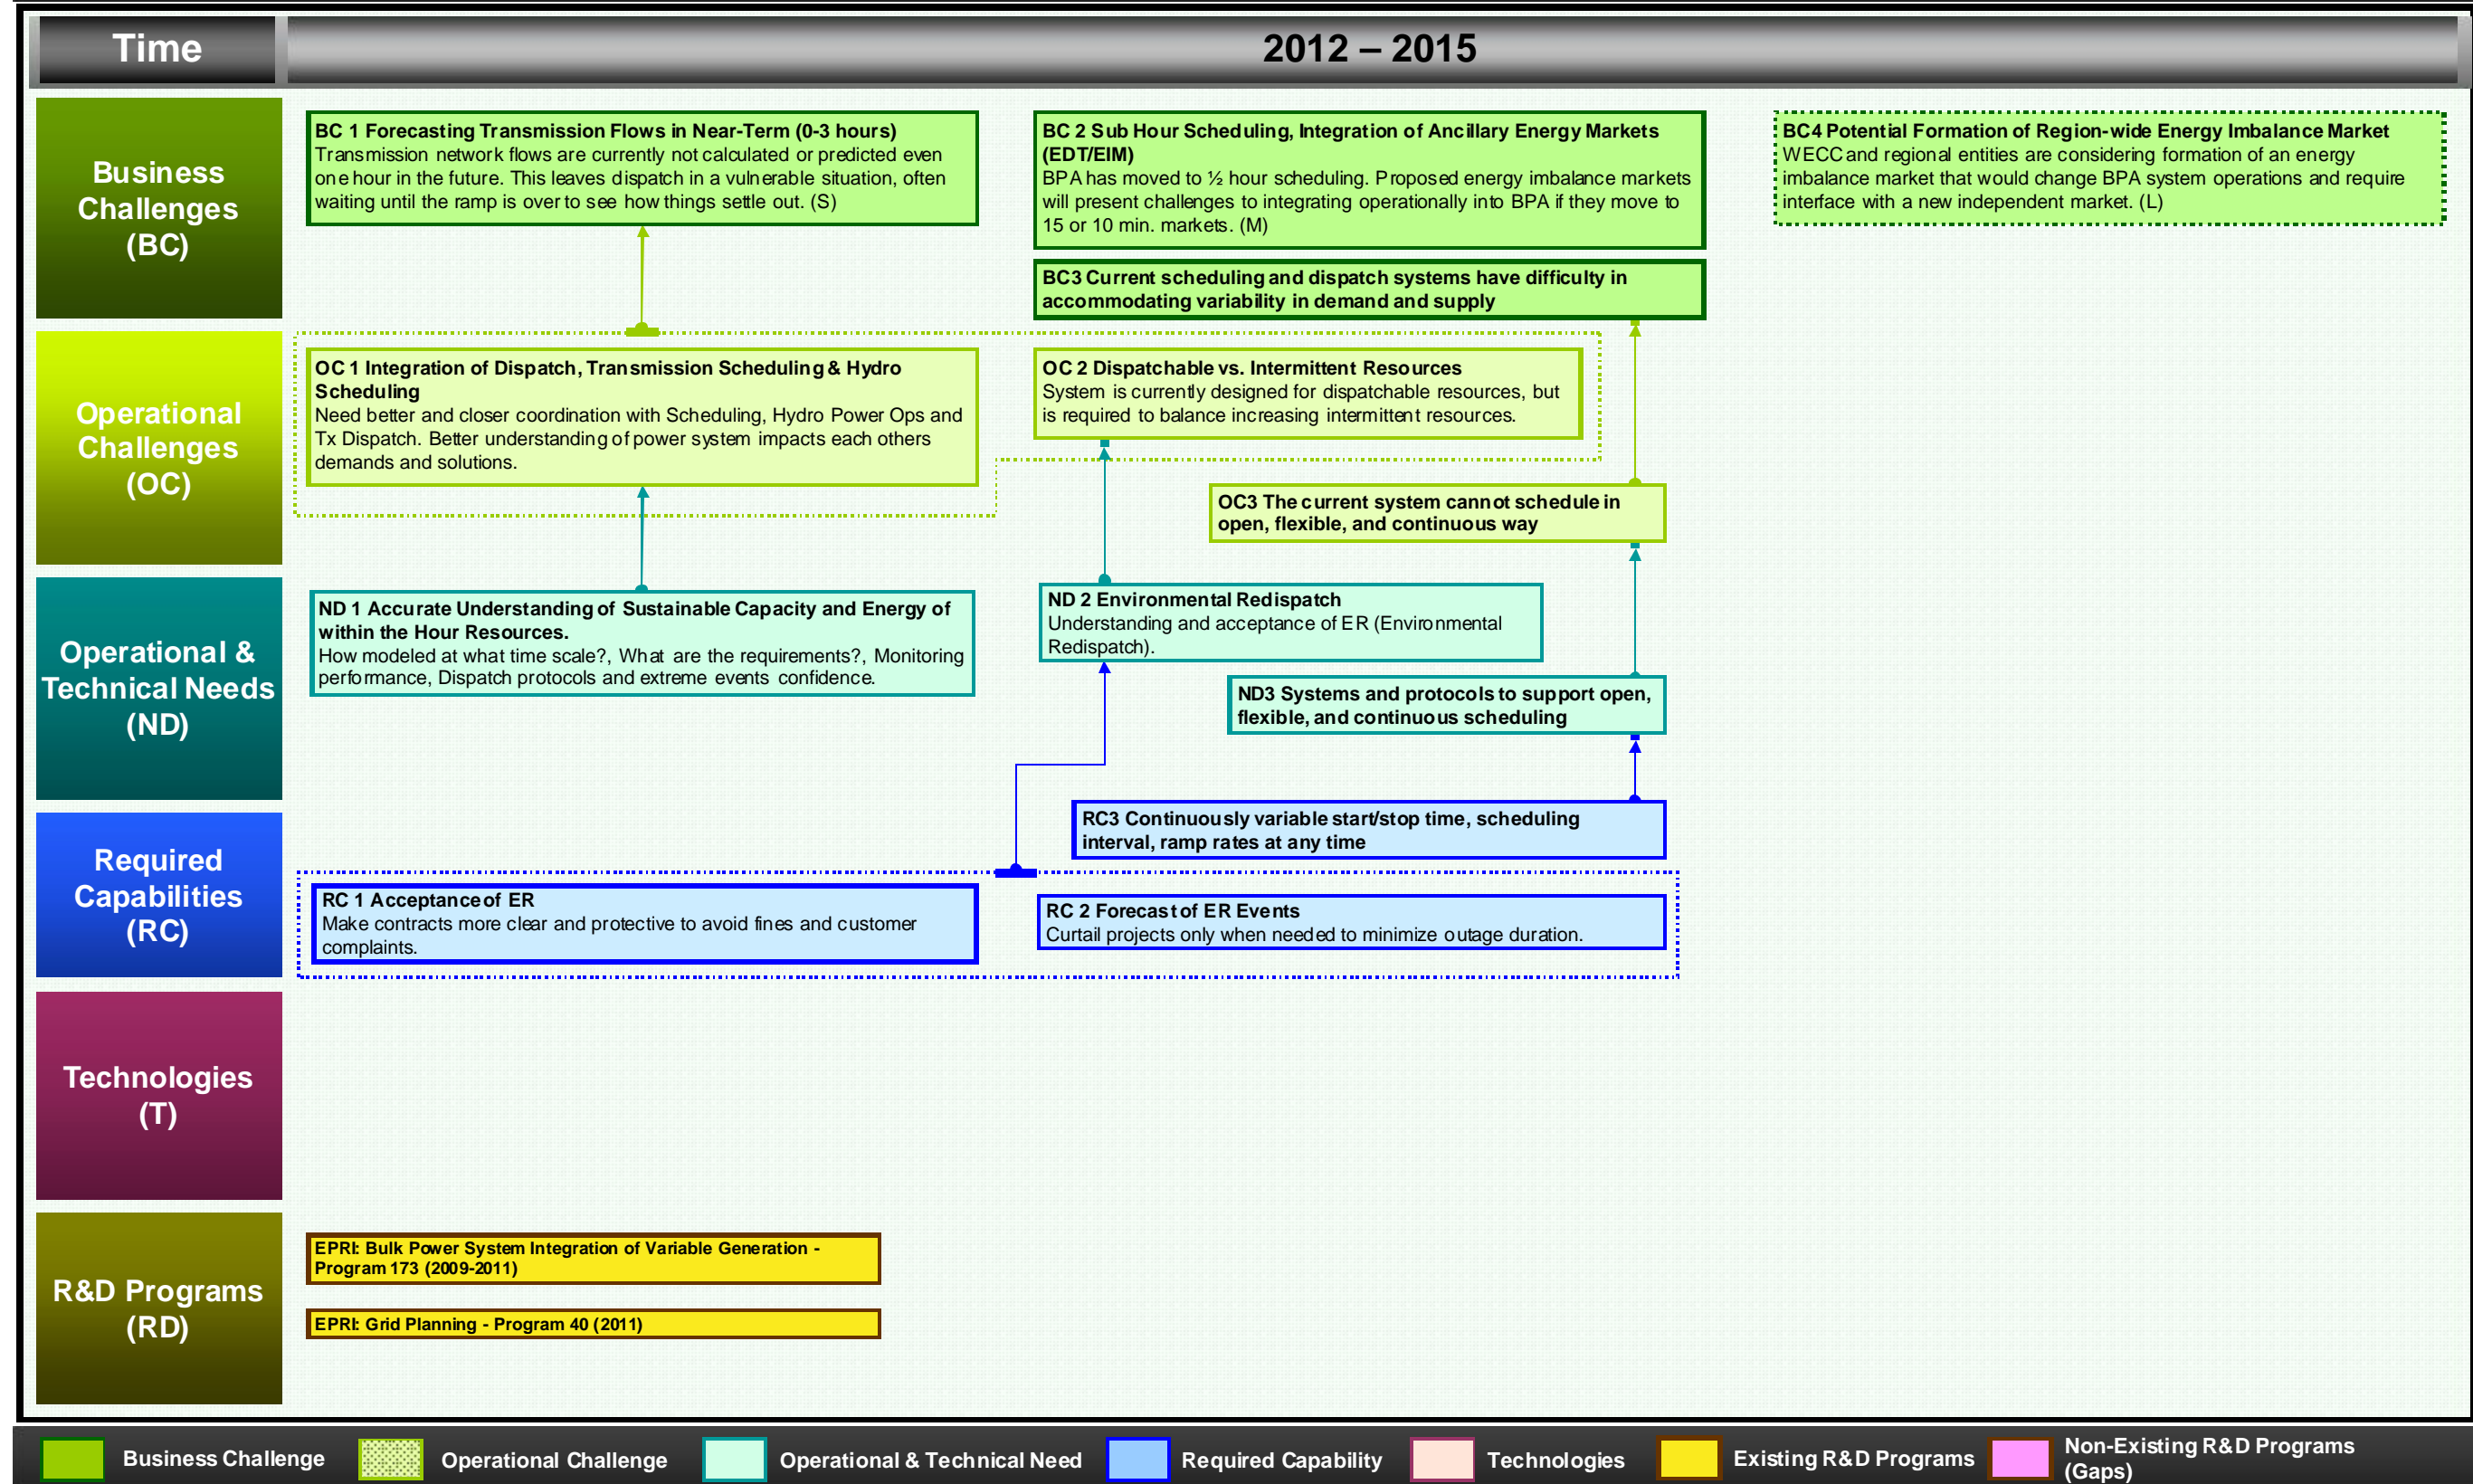 Time
2012 – 2015
Business
Challenges
(BC)
BC 1 Forecasting Transmission Flows in Near-Term (0-3 hours)
Transmission network flows are currently not calculated or predicted even
one hour in the future. This leaves dispatch in a vulnerable situation, often
waiting until the ramp is over to see how things settle out. (S)
BC 2 Sub Hour Scheduling, Integration of Ancillary Energy Markets
(EDT/EIM)
BPA has moved to ½ hour scheduling. Proposed energy imbalance markets
will present challenges to integrating operationally into BPA if they move to
15 or 10 min. markets. (M)
BC4 Potential Formation of Region-wide Energy Imbalance Market
WECC and regional entities are considering formation of an energy
imbalance market that would change BPA system operations and require
interface with a new independent market. (L)
BC3 Current scheduling and dispatch systems have difficulty in
accommodating variability in demand and supply
Operational
Challenges
(OC)
OC 1 Integration of Dispatch, Transmission Scheduling & Hydro
Scheduling
Need better and closer coordination with Scheduling, Hydro Power Ops and
Tx Dispatch. Better understanding of power system impacts each others
demands and solutions.
OC 2 Dispatchable vs. Intermittent Resources
System is currently designed for dispatchable resources, but
is required to balance increasing intermittent resources.
OC3 The current system cannot schedule in
open, flexible, and continuous way
Operational &
Technical Needs
(ND)
ND 1 Accurate Understanding of Sustainable Capacity and Energy of
within the Hour Resources.
How modeled at what time scale?, What are the requirements?, Monitoring
performance, Dispatch protocols and extreme events confidence.
ND 2 Environmental Redispatch
Understanding and acceptance of ER (Environmental
Redispatch).
ND3 Systems and protocols to support open,
flexible, and continuous scheduling
Required
Capabilities
(RC)
RC3 Continuously variable start/stop time, scheduling
interval, ramp rates at any time
RC 1 Acceptance of ER
Make contracts more clear and protective to avoid fines and customer
complaints.
RC 2 Forecast of ER Events
Curtail projects only when needed to minimize outage duration.
Technologies
(T)
R&D Programs
(RD)
EPRI: Bulk Power System Integration of Variable Generation -
Program 173 (2009-2011)
EPRI: Grid Planning - Program 40 (2011)
Business Challenge
Operational Challenge
Operational & Technical Need
Required Capability
Technologies
Existing R&D Programs
Non-Existing R&D Programs
(Gaps)